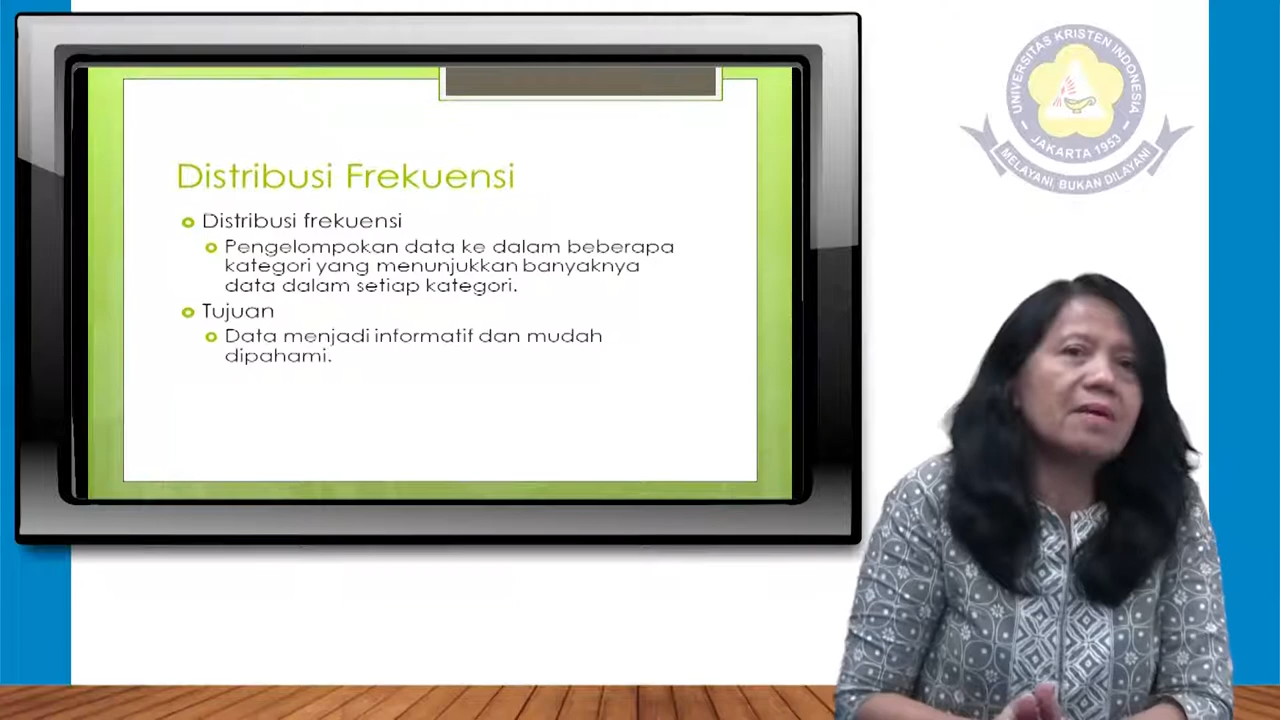 Distribusi Frekuensi
Distribusi frekuensi
Pengelompokan data ke dalam beberapa
kategori yang menunjukkan banyaknya
data dalam setiap kategori.
Tujuan
Data menjadi informatif dan mudah
dipahami.
UNIVERSITAS KRISTEN INDONESIA
- JAKARTA 1953 -
MELAYANI, BUKAN DILAYANI